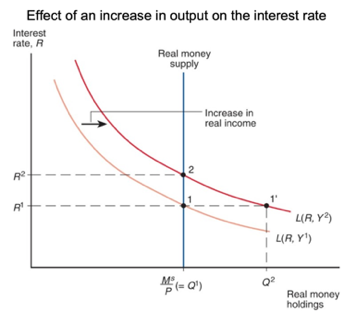 Effect of an increase in output on the interest rate
Interest
rate, R
Real money
supply
Increase in
real income
R²
2
R¹
1
1'
L(R, Y²)
L(R, Y¹)
Mˢ
P
(= Q¹)
Q²
Real money
holdings